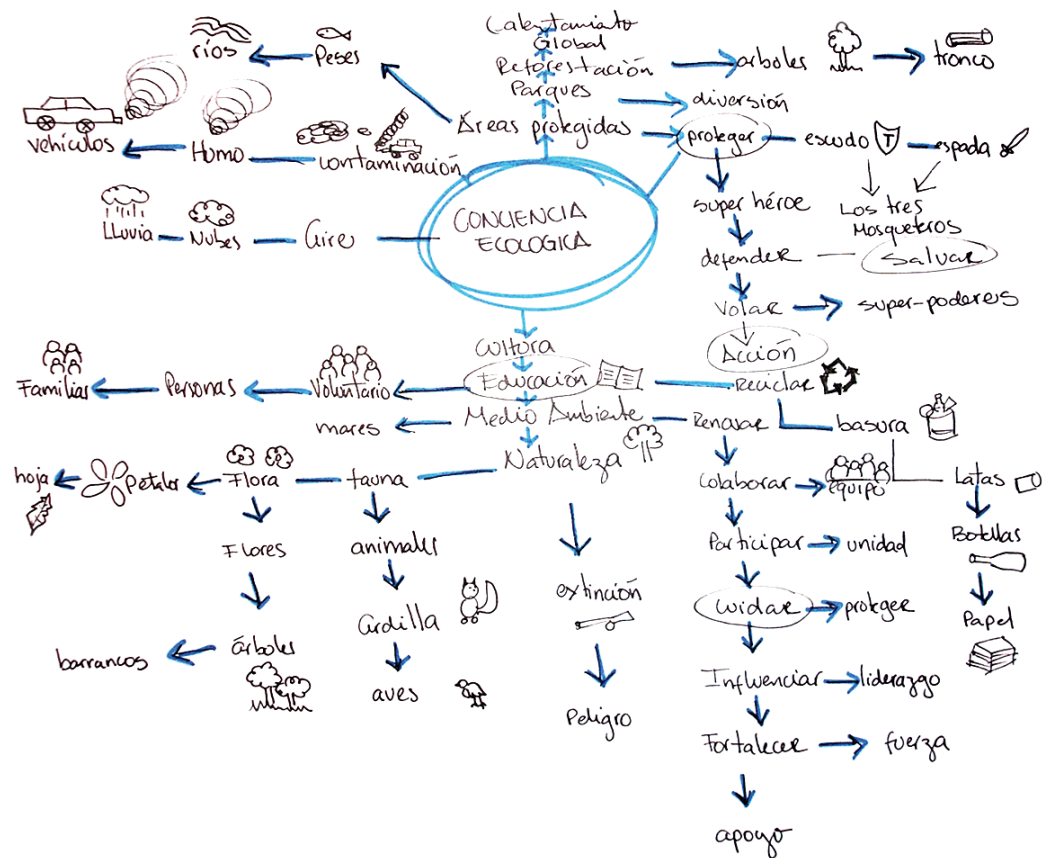 Calentamiento
Global
Reforestación
Parques
Áreas protegidas
ríos
Peses
árboles
tronco
diversión
proteger
escudo
T
espada
Los tres
Mosqueteros
vehículos
Humo
contaminación
Lluvia
Nubes
Aire
CONCIENCIA
ECOLOGICA
super héroe
defender
Salvar
Volar
super-poderes
Acción
Reciclar
Cultura
Educación
Voluntario
Personas
Familias
Medio Ambiente
mares
Renovar
basura
Naturaleza
hoja
Petalos
Flora
fauna
Colaborar
equipo
Latas
Flores
animales
extinción
Participar
unidad
Botellas
Ardilla
Cuidar
proteger
Papel
barrancos
árboles
aves
Peligro
Influenciar
liderazgo
Fortalecer
fuerza
apoyo